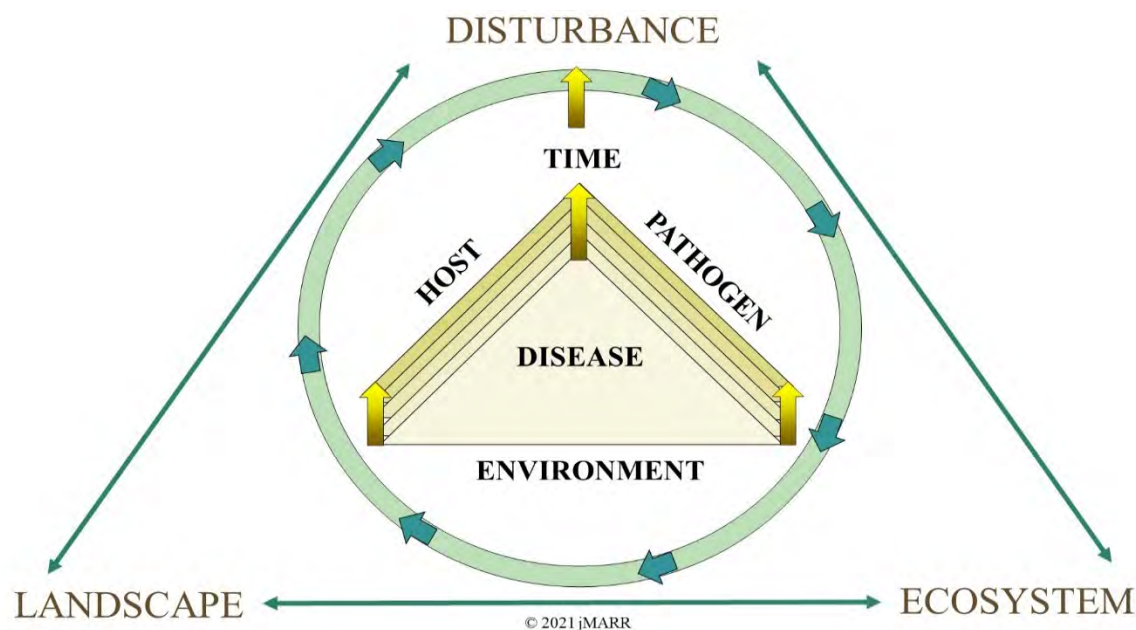 DISTURBANCE
TIME
HOST
PATHOGEN
DISEASE
ENVIRONMENT
LANDSCAPE
ECOSYSTEM
© 2021 jMARR